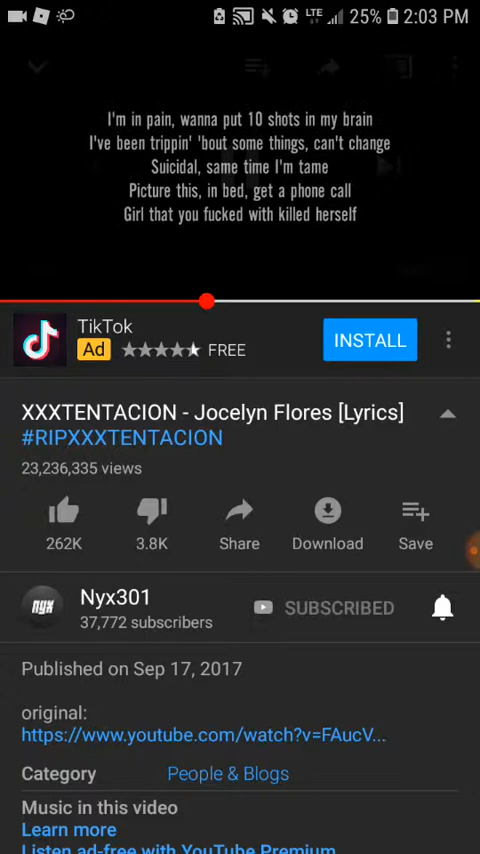 LTE 25% 2:03 PM
I'm in pain, wanna put 10 shots in my brain
I've been trippin' 'bout some things, can't change
Suicidal, same time I'm tame
Picture this, in bed, get a phone call
Girl that you fucked with killed herself
TikTok
INSTALL
Ad FREE
XXXTENTACION - Jocelyn Flores [Lyrics]
#RIPXXXTENTACION
23,236,335 views
262K 3.8K Share Download Save
nyx
Nyx301
SUBSCRIBED
37,772 subscribers
Published on Sep 17, 2017
original:
https://www.youtube.com/watch?v=FAucV...
Category People & Blogs
Music in this video
Learn more
Listen ad-free with YouTube Premium